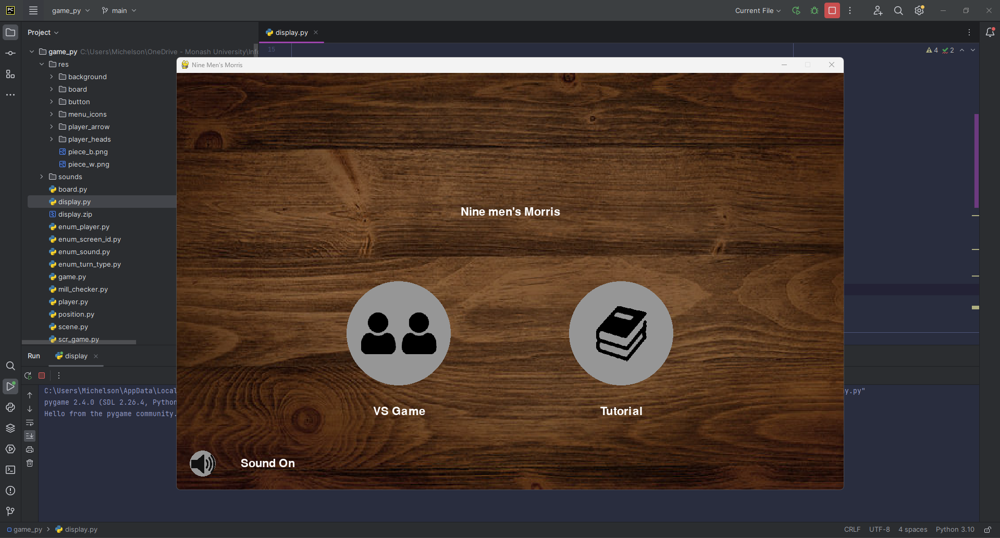 PC
game_py
main
Current File
Project
display.py
game_py C:\Users\Michelson\OneDrive - Monash University\Inf
15
4
2
res
Nine Men's Morris
background
board
button
menu_icons
player_arrow
player_heads
piece_b.png
piece_w.png
sounds
board.py
display.py
display.zip
enum_player.py
enum_screen_id.py
enum_sound.py
enum_turn_type.py
game.py
mill_checker.py
player.py
position.py
scene.py
scr_game.py
Nine men's Morris
VS Game
Tutorial
Sound On
Run
display
C:\Users\Michelson\AppData\Local
y.py"
pygame 2.4.0 (SDL 2.26.4, Python
Hello from the pygame community.
game_py
display.py
CRLF
UTF-8
4 spaces
Python 3.10